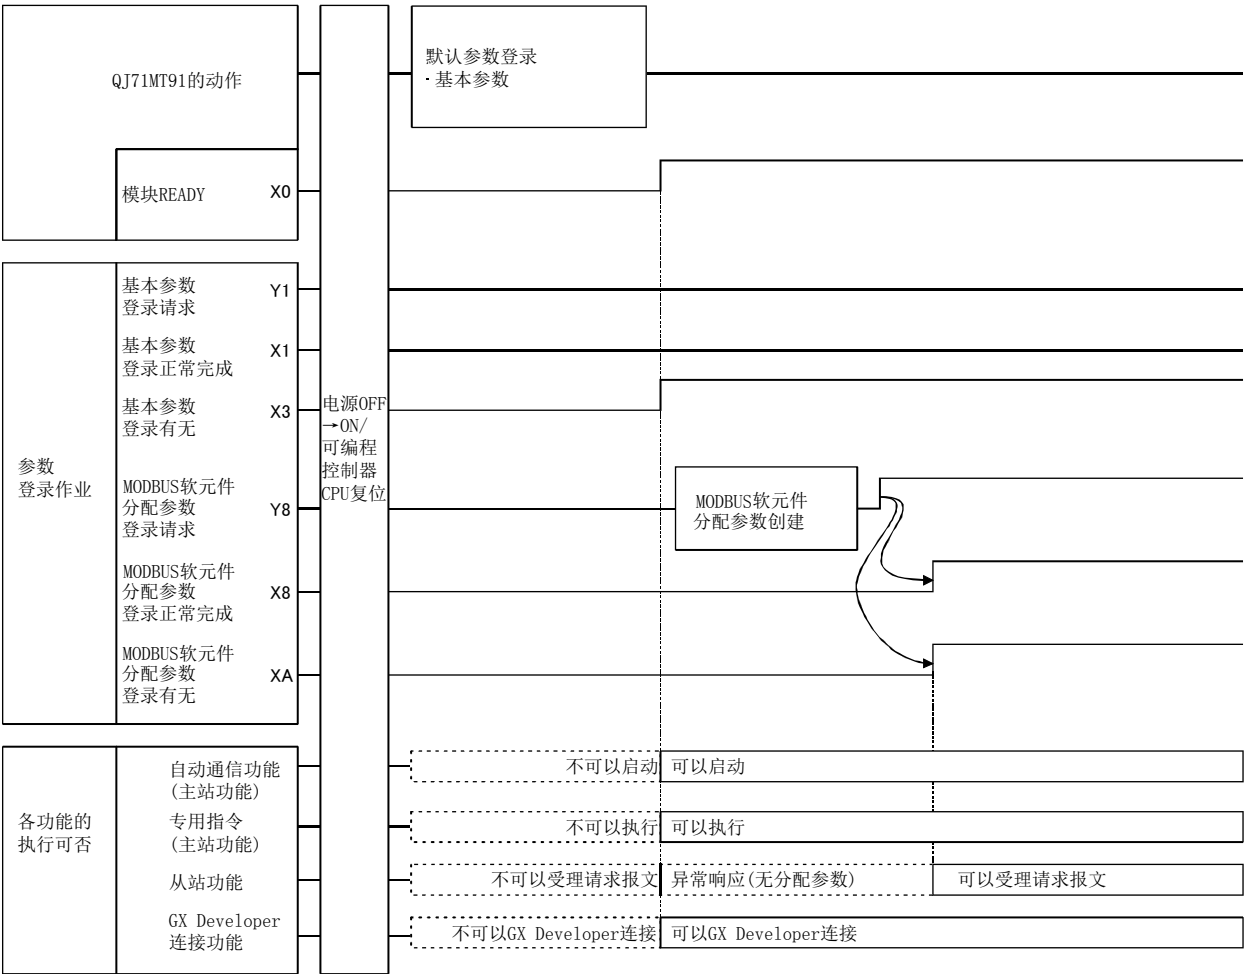 默认参数登录
·基本参数
QJ71MT91的动作
模块READY X0
基本参数
登录请求
Y1
基本参数
登录正常完成
X1
基本参数
登录有无
X3
电源OFF
→ON/
可编程
控制器
CPU复位
参数
登录作业
MODBUS软元件
分配参数
登录请求
Y8
MODBUS软元件
分配参数创建
MODBUS软元件
分配参数
登录正常完成
X8
MODBUS软元件
分配参数
登录有无
XA
各功能的
执行可否
自动通信功能
(主站功能)
不可以启动 可以启动
专用指令
(主站功能)
不可以执行 可以执行
从站功能
不可以受理请求报文 异常响应(无分配参数) 可以受理请求报文
GX Developer
连接功能
不可以GX Developer连接 可以GX Developer连接